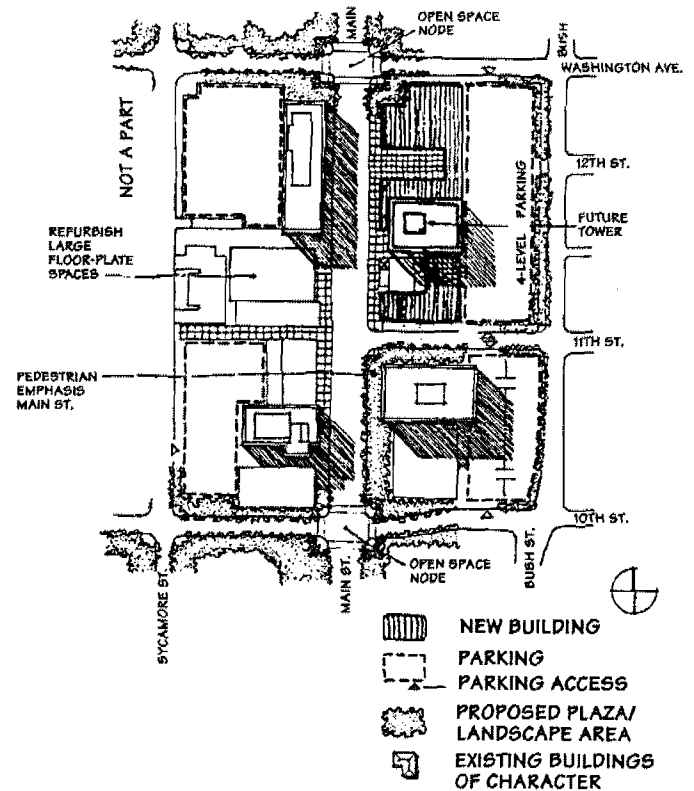 MAIN
OPEN SPACE
NODE
BUSH
WASHINGTON AVE.
NOT A PART
12TH ST.
4-LEVEL PARKING
FUTURE
TOWER
REFURBISH
LARGE
FLOOR-PLATE
SPACES
11TH ST.
PEDESTRIAN
EMPHASIS
MAIN ST.
10TH ST.
OPEN SPACE
NODE
BUSH ST.
MAIN ST.
SYCAMORE ST
NEW BUILDING
PARKING
PARKING ACCESS
PROPOSED PLAZA/
LANDSCAPE AREA
EXISTING BUILDINGS
OF CHARACTER